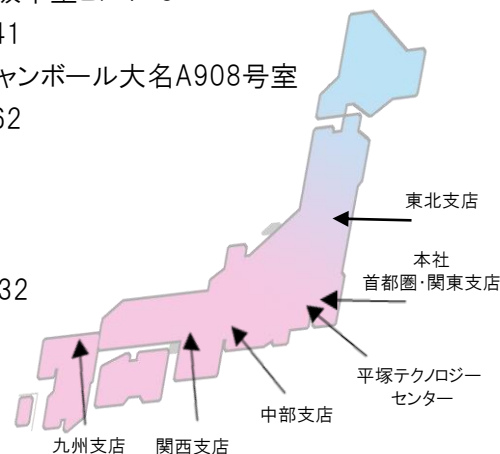 41
ャンボール大名A908号室
62
32
東北支店
本社
首都圏・関東支店
平塚テクノロジー
センター
中部支店
関西支店
九州支店